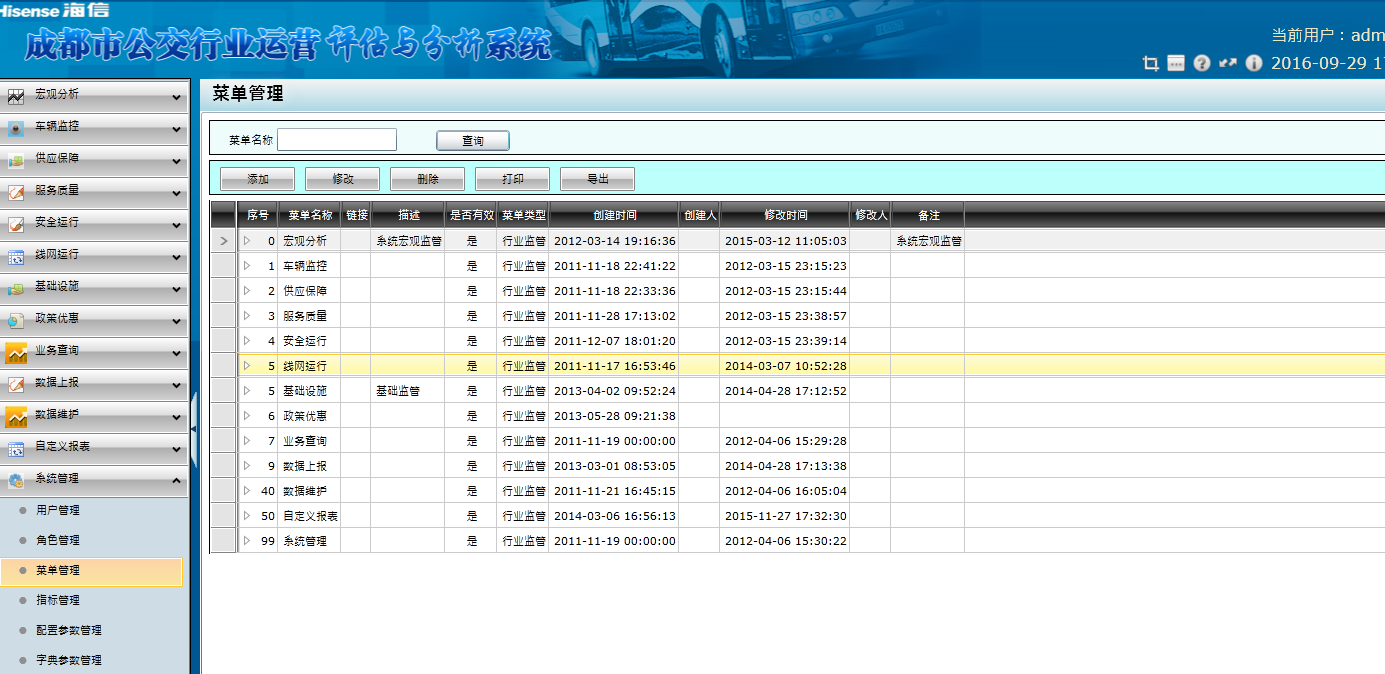 Hisense 海信
成都市公交行业运营评估与分析系统
当前用户：adm
2016-09-29 1
宏观分析
车辆监控
供应保障
服务质量
安全运行
线网运行
基础设施
政策优惠
业务查询
数据上报
数据维护
自定义报表
系统管理
用户管理
角色管理
菜单管理
指标管理
配置参数管理
字典参数管理
菜单管理
菜单名称 查询
添加 修改 删除 打印 导出
序号 菜单名称 链接 描述 是否有效 菜单类型 创建时间 创建人 修改时间 修改人 备注
0 宏观分析 系统宏观监管 是 行业监管 2012-03-14 19:16:36 2015-03-12 11:05:03 系统宏观监管
1 车辆监控 是 行业监管 2011-11-18 22:41:22 2012-03-15 23:15:23
2 供应保障 是 行业监管 2011-11-18 22:33:36 2012-03-15 23:15:44
3 服务质量 是 行业监管 2011-11-28 17:13:02 2012-03-15 23:38:57
4 安全运行 是 行业监管 2011-12-07 18:01:20 2012-03-15 23:39:14
5 线网运行 是 行业监管 2011-11-17 16:53:46 2014-03-07 10:52:28
5 基础设施 基础监管 是 行业监管 2013-04-02 09:52:24 2014-04-28 17:12:52
6 政策优惠 是 行业监管 2013-05-28 09:21:38
7 业务查询 是 行业监管 2011-11-19 00:00:00 2012-04-06 15:29:28
9 数据上报 是 行业监管 2013-03-01 08:53:05 2014-04-28 17:13:38
40 数据维护 是 行业监管 2011-11-21 16:45:15 2012-04-06 16:05:04
50 自定义报表 是 行业监管 2014-03-06 16:56:13 2015-11-27 17:32:30
99 系统管理 是 行业监管 2011-11-19 00:00:00 2012-04-06 15:30:22